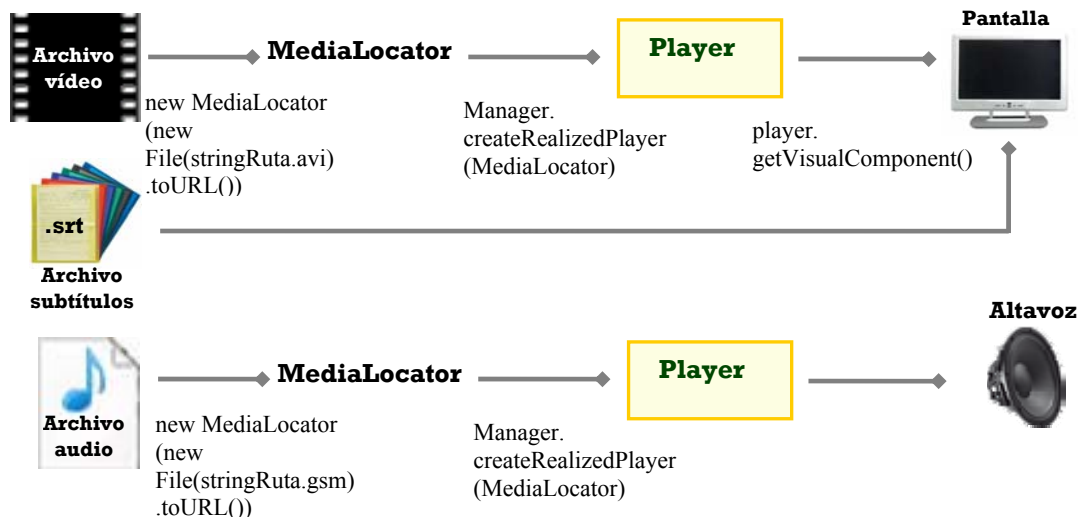 Pantalla
Archivo
vídeo
MediaLocator
Player
new MediaLocator
(new
File(stringRuta.avi)
.toURL())
Manager.
createRealizedPlayer
(MediaLocator)
player.
getVisualComponent()
.srt
Archivo
subtítulos
Altavoz
Archivo
audio
MediaLocator
Player
new MediaLocator
(new
File(stringRuta.gsm)
.toURL())
Manager.
createRealizedPlayer
(MediaLocator)